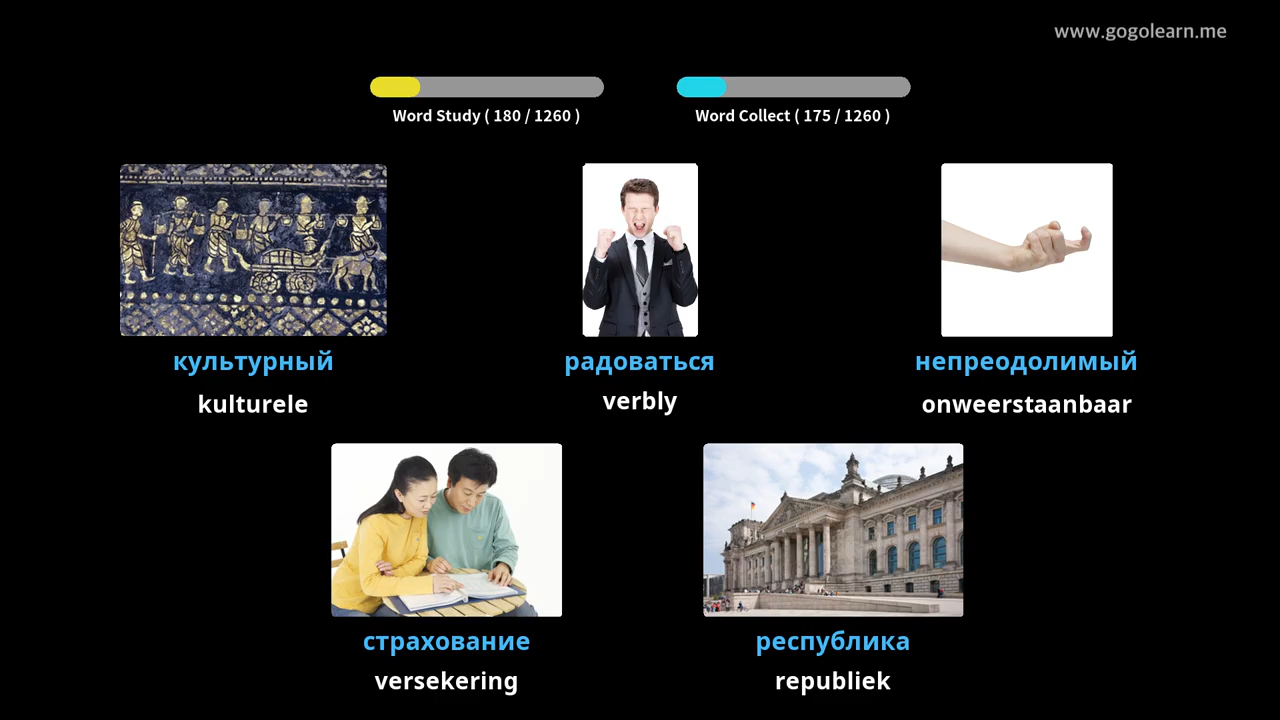 www.gogolearn.me
Word Study ( 180 / 1260 )
Word Collect ( 175 / 1260 )
культурный
радоваться
непреодолимый
kulturele
verbly
onweerstaanbaar
страхование
республика
versekering
republiek